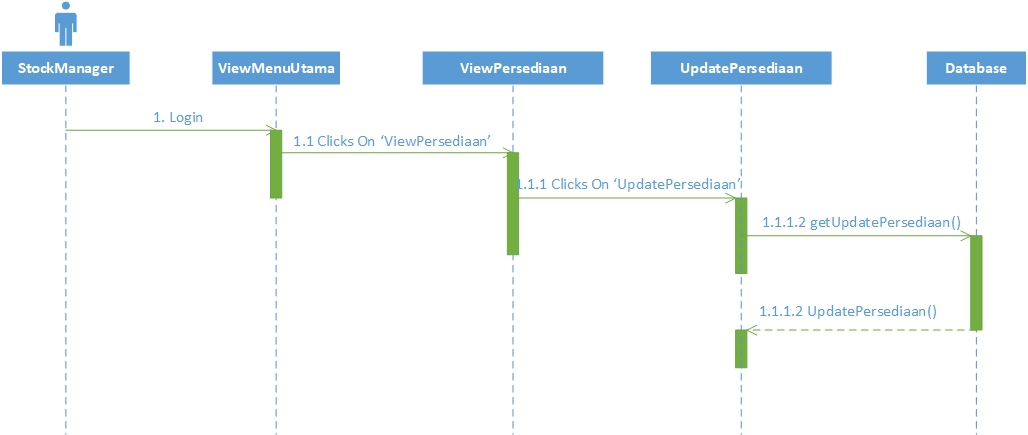 StockManager
ViewMenuUtama
ViewPersediaan
UpdatePersediaan
Database
1. Login
1.1 Clicks On ‘ViewPersediaan’
1.1.1 Clicks On ‘UpdatePersediaan’
1.1.1.2 getUpdatePersediaan()
1.1.1.2 UpdatePersediaan()